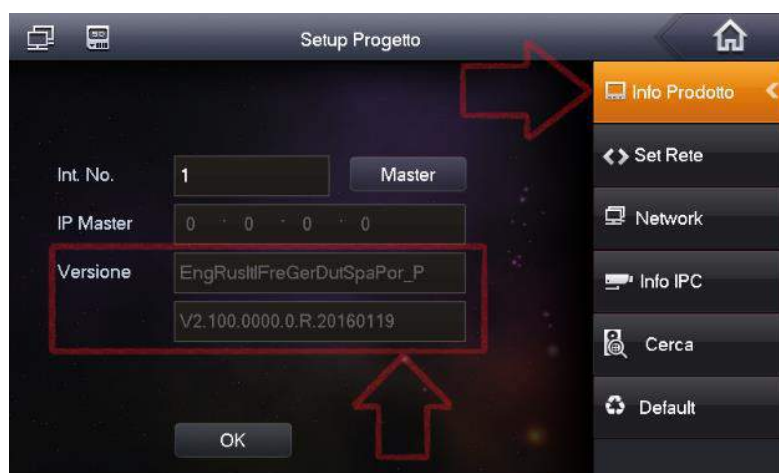 Setup Progetto
Info Prodotto
Int. No. 1 Master
Set Rete
IP Master 0 · 0 · 0 · 0
Network
Versione EngRusItlFreGerDutSpaPor_P
Info IPC
V2.100.0000.0.R.20160119
Cerca
Default
OK